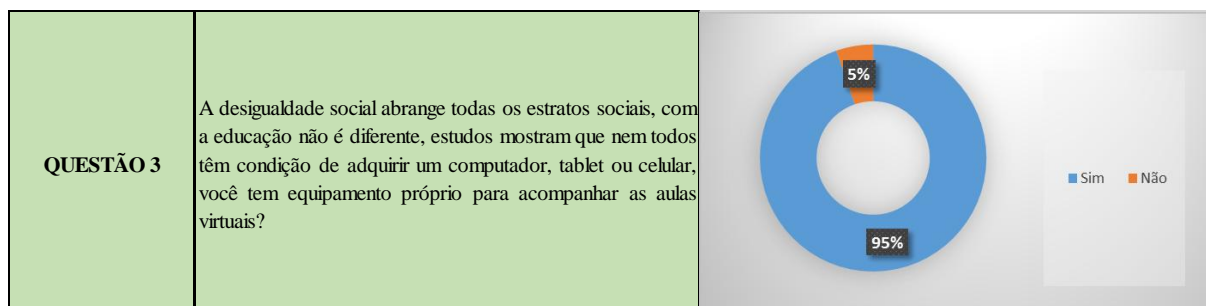 QUESTÃO 3
A desigualdade social abrange todas os estratos sociais, com
a educação não é diferente, estudos mostram que nem todos
têm condição de adquirir um computador, tablet ou celular,
você tem equipamento próprio para acompanhar as aulas
virtuais?
5%
95%
Sim
Não